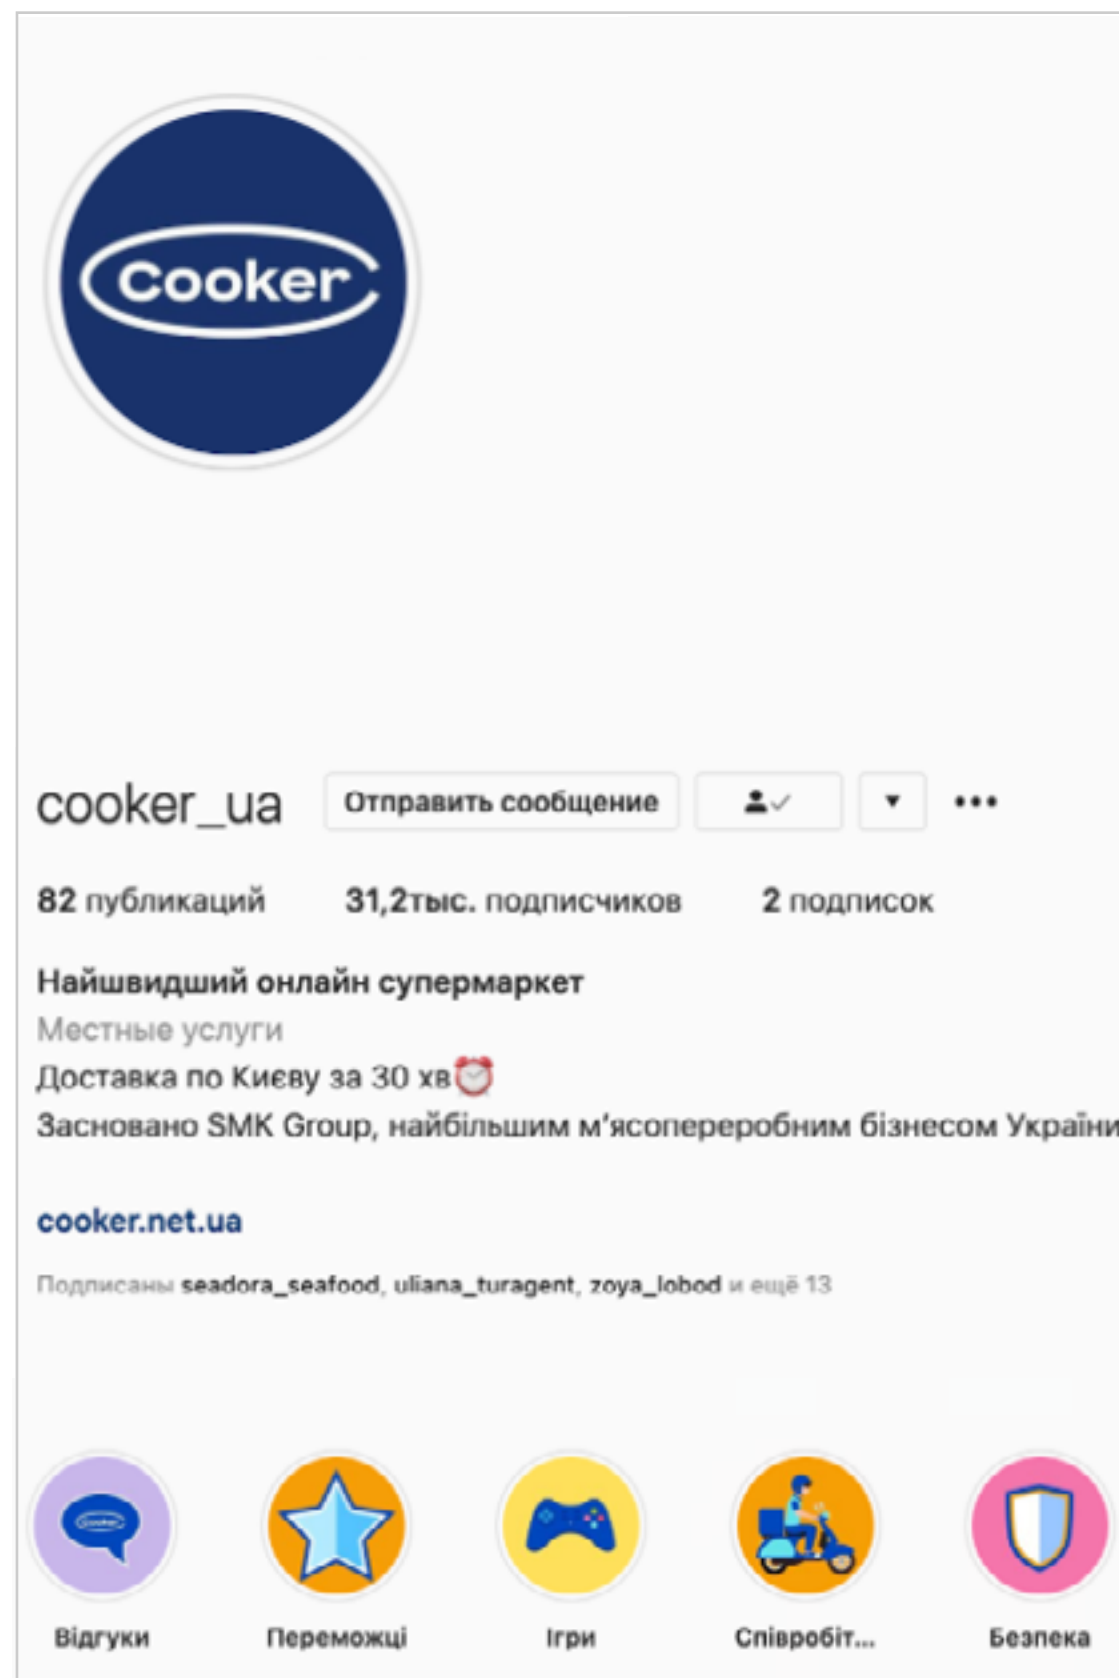 Cooker
cooker_ua Отправить сообщение
82 публикаций 31,2тыс. подписчиков 2 подписок
Найшвидший онлайн супермаркет
Местные услуги
Доставка по Києву за 30 хв⏰
Засновано SMK Group, найбільшим м'ясопереробним бізнесом України
cooker.net.ua
Подписаны seadora_seafood, uliana_turagent, zoya_lobod и ещё 13
Cooker
Відгуки Переможці Ігри Співробіт... Безпека